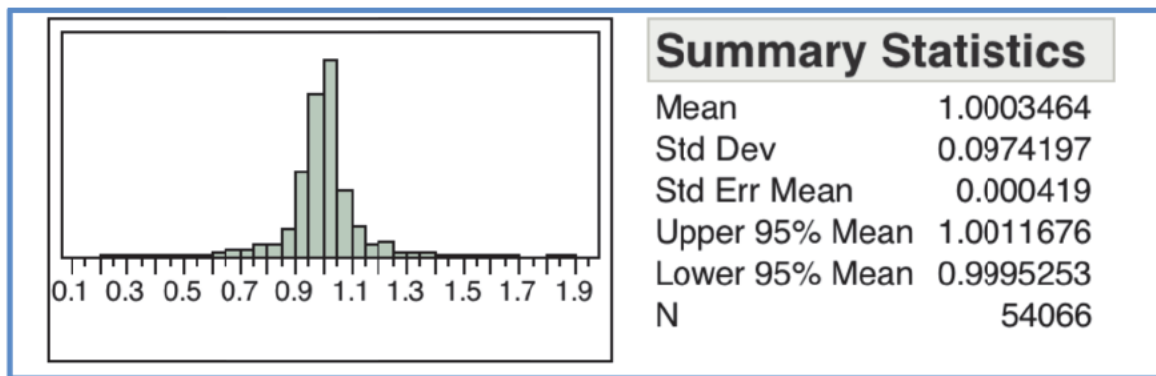 0.1 0.3 0.5 0.7 0.9 1.1 1.3 1.5 1.7 1.9
Summary Statistics
Mean 1.0003464
Std Dev 0.0974197
Std Err Mean 0.000419
Upper 95% Mean 1.0011676
Lower 95% Mean 0.9995253
N 54066